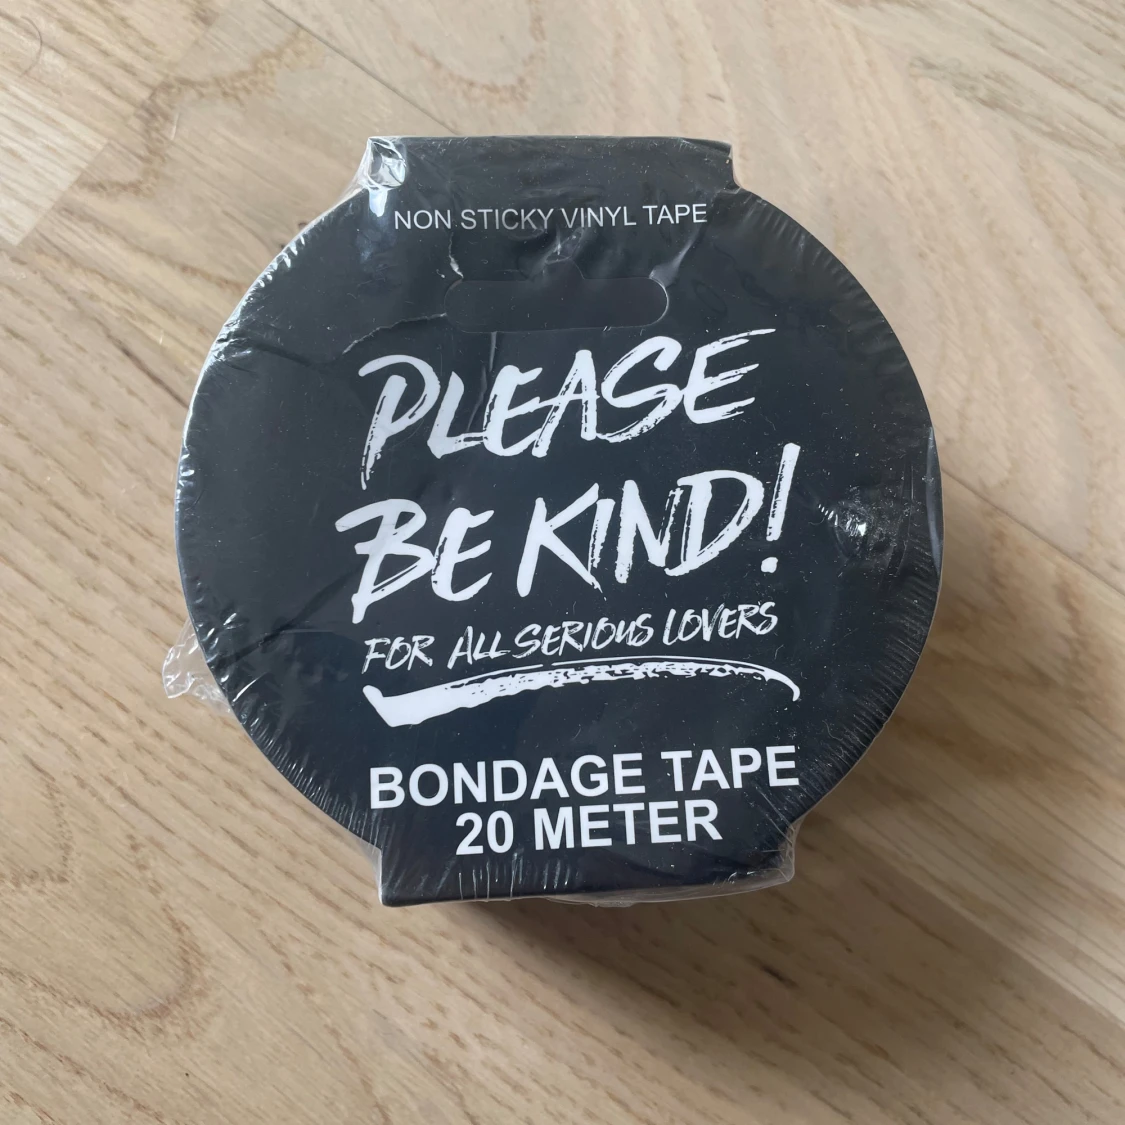 NON STICKY VINYL TAPE
PLEASE
BE KIND!
FOR ALL SERIOUS LOVERS
BONDAGE TAPE
20 METER